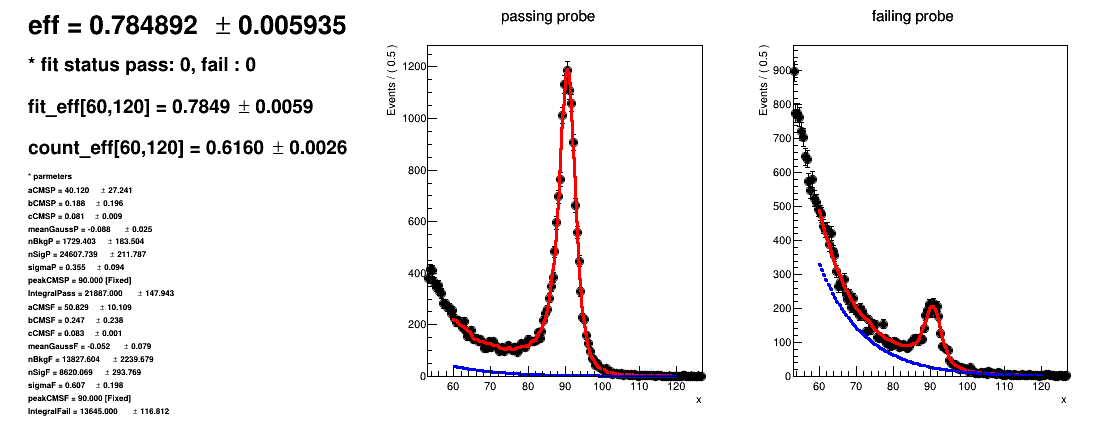 eff = 0.784892 ± 0.005935
* fit status pass: 0, fail : 0
fit_eff[60,120] = 0.7849 ± 0.0059
count_eff[60,120] = 0.6160 ± 0.0026
* parmeters
aCMSP = 40.120 ± 27.241
bCMSP = 0.188 ± 0.196
cCMSP = 0.081 ± 0.009
meanGaussP = -0.088 ± 0.025
nBkgP = 1729.403 ± 183.504
nSigP = 24607.739 ± 211.787
sigmaP = 0.355 ± 0.094
peakCMSP = 90.000 [Fixed]
IntegralPass = 21887.000 ± 147.943
aCMSF = 50.829 ± 10.109
bCMSF = 0.247 ± 0.238
cCMSF = 0.083 ± 0.001
meanGaussF = -0.052 ± 0.079
nBkgF = 13827.604 ± 2239.679
nSigF = 8620.069 ± 293.769
sigmaF = 0.607 ± 0.198
peakCMSF = 90.000 [Fixed]
IntegralFail = 13645.000 ± 116.812
passing probe
Events / ( 0.5 )
1200
1000
800
600
400
200
0
60 70 80 90 100 110 120
x
failing probe
Events / ( 0.5 )
900
800
700
600
500
400
300
200
100
0
60 70 80 90 100 110 120
x